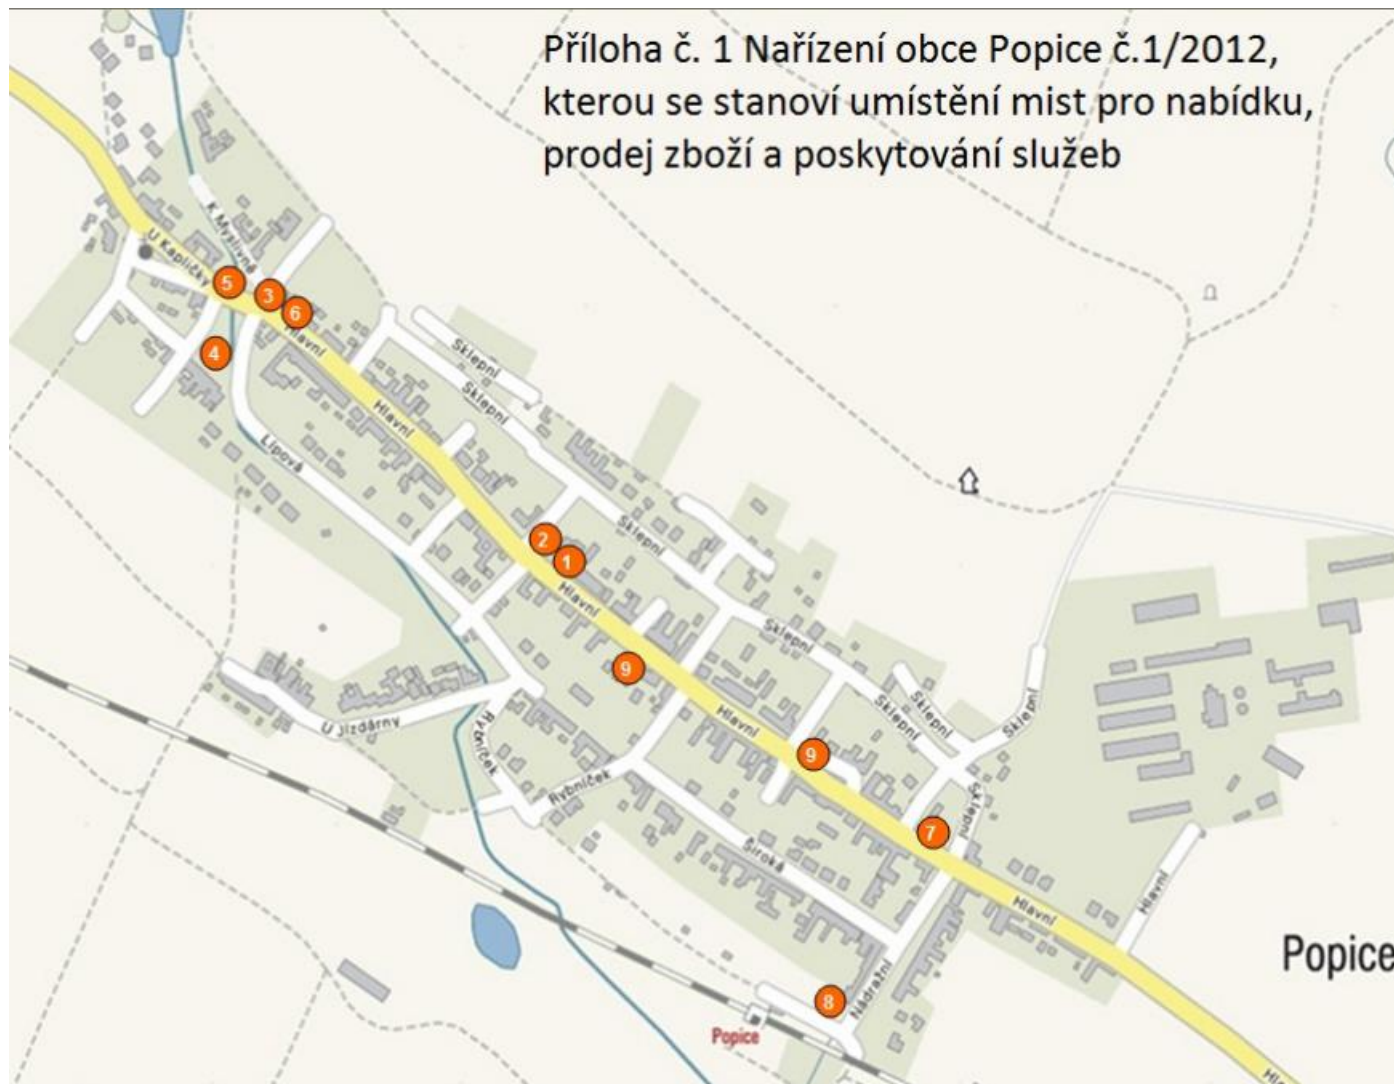 Příloha č. 1 Nařízení obce Popice č.1/2012,
kterou se stanoví umístění mist pro nabídku,
prodej zboží a poskytování služeb
K Myslivně
U Kapličky
5
3
6
Hlavní
4
Sklepní
Sklepní
Hlavní
Lipová
Sklepní
2
1
Hlavní
Sklepní
9
U Jízdárny
Rybníček
Hlavní
Sklepní
Sklepní
Sklepní
9
Rybníček
Sklepní
7
Široká
Hlavní
Hlavní
Popice
Nádražní
8
Popice
Hla